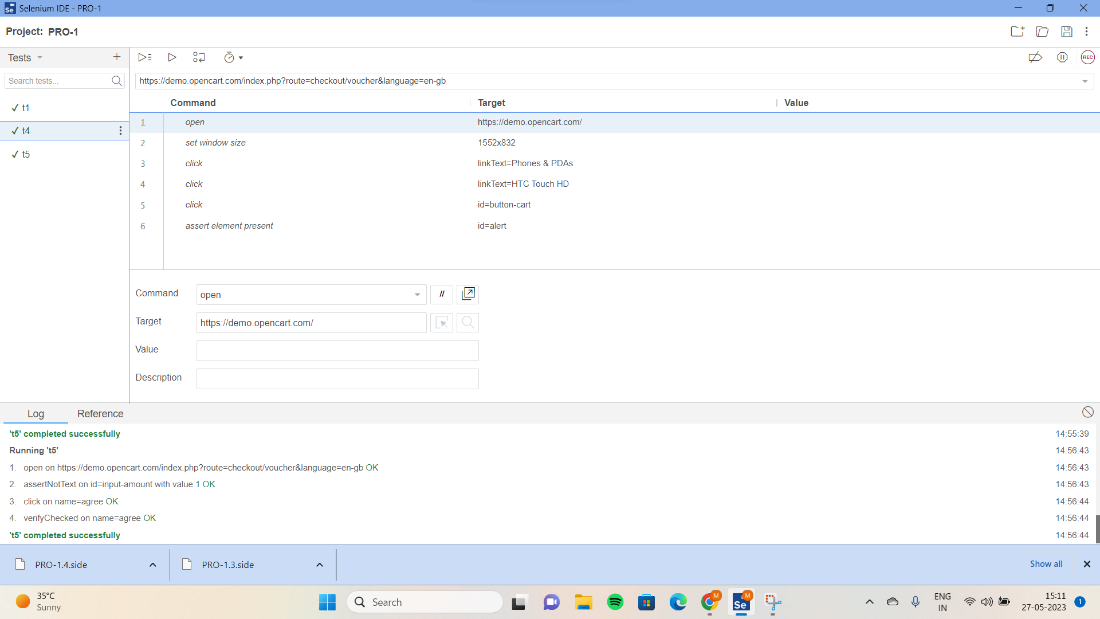 Selenium IDE - PRO-1
Project: PRO-1
Tests
Search tests...
✓ t1
✓ t4
✓ t5
REC
https://demo.opencart.com/index.php?route=checkout/voucher&language=en-gb
Command Target Value
1 open https://demo.opencart.com/
2 set window size 1552x832
3 click linkText=Phones & PDAs
4 click linkText=HTC Touch HD
5 click id=button-cart
6 assert element present id=alert
Command open //
Target https://demo.opencart.com/
Value
Description
Log Reference
't5' completed successfully 14:55:39
Running 't5' 14:56:43
1. open on https://demo.opencart.com/index.php?route=checkout/voucher&language=en-gb OK 14:56:43
2. assertNotText on id=input-amount with value 1 OK 14:56:43
3. click on name=agree OK 14:56:44
4. verifyChecked on name=agree OK 14:56:44
't5' completed successfully 14:56:44
PRO-1.4.side PRO-1.3.side Show all
35°C
Sunny
Search
ENG
IN
15:11
27-05-2023
1